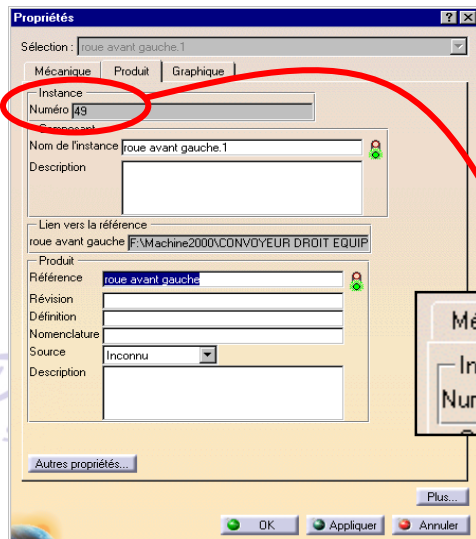 Propriétés
Sélection : roue avant gauche.1
Mécanique Produit Graphique
Instance
Numéro 49
Composant
Nom de l'instance roue avant gauche.1
Description
Lien vers la référence
roue avant gauche F:\Machine2000\CONVOYEUR DROIT EQUIP
Produit
Référence roue avant gauche
Révision
Définition
Nomenclature
Source Inconnu
Description
Autres propriétés...
Plus...
OK Appliquer Annuler
Mé
In
Nur